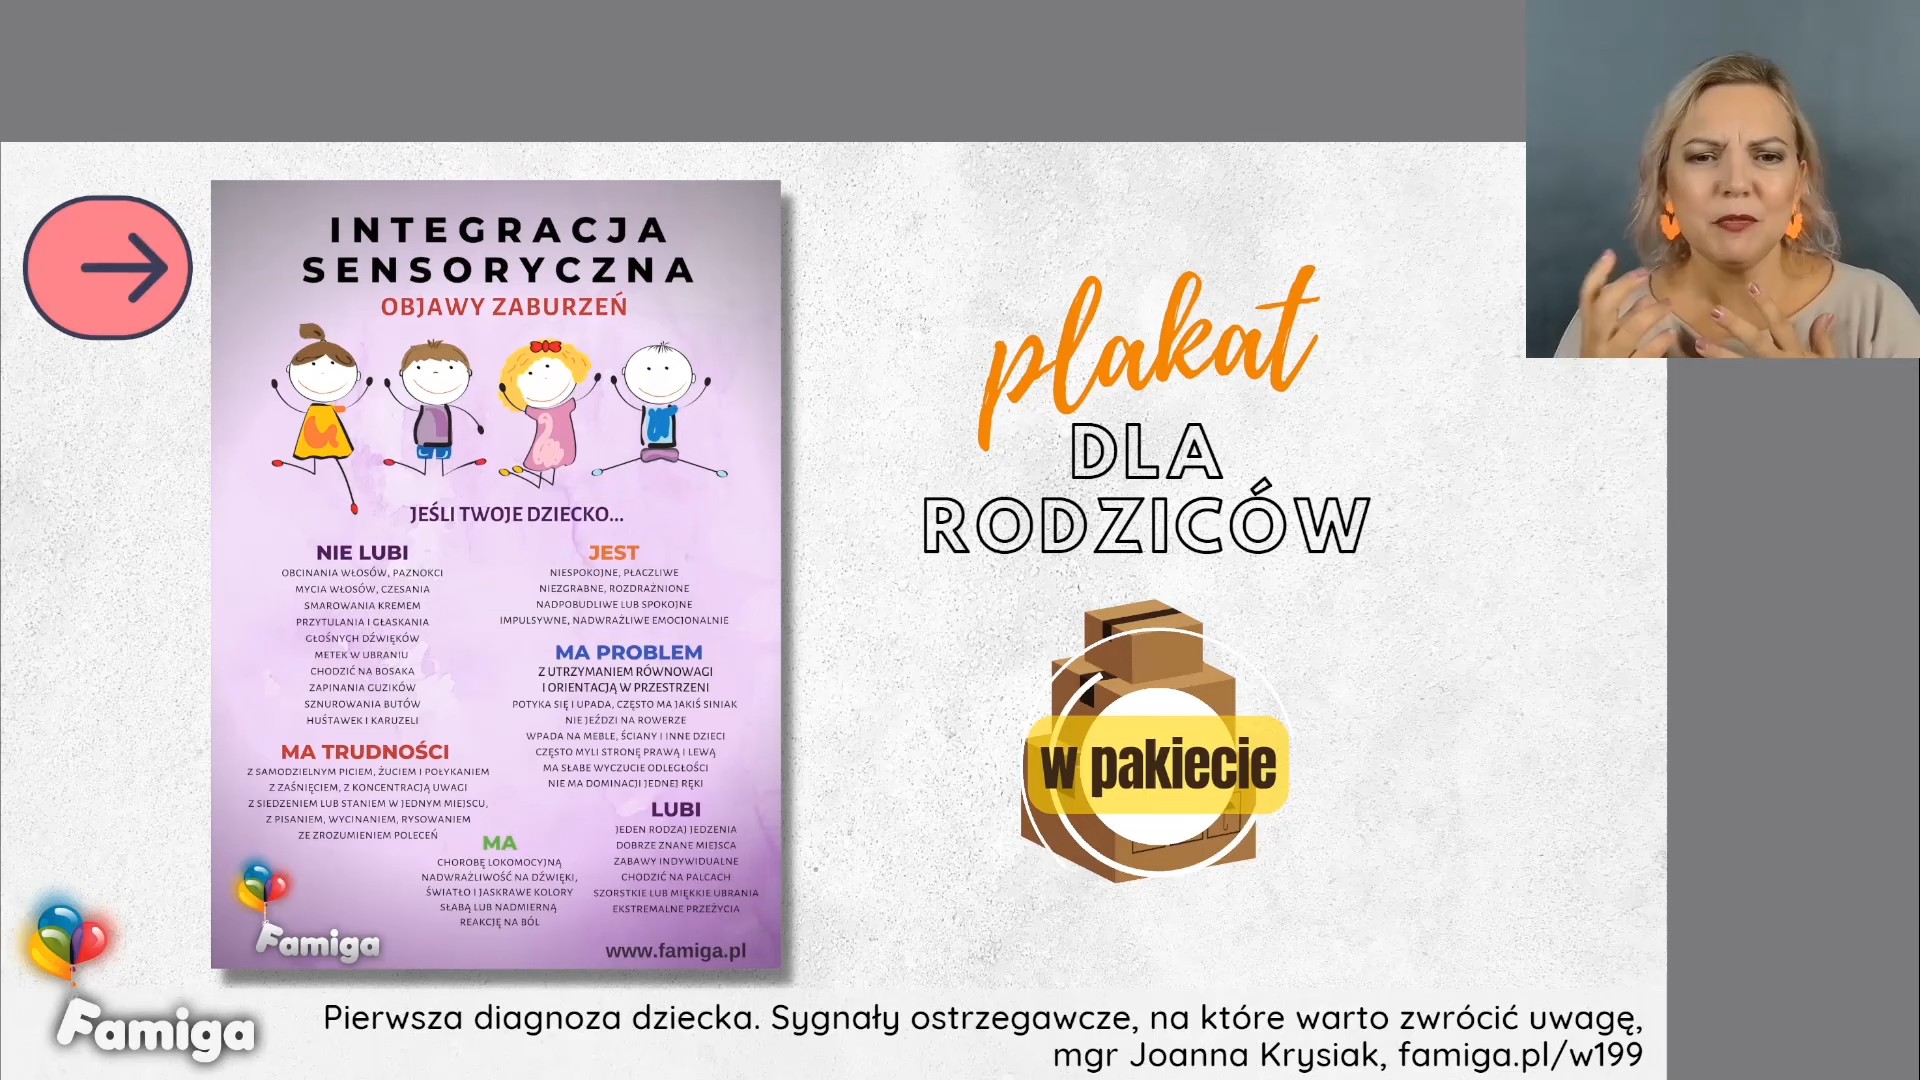 INTEGRACJA
SENSORYCZNA
OBJAWY ZABURZEŃ
JEŚLI TWOJE DZIECKO...
NIE LUBI
OBCINANIA WŁOSÓW, PAZNOKCI
MYCIA WŁOSÓW, CZESANIA
SMAROWANIA KREMEM
PRZYTULANIA I GŁASKANIA
GŁOŚNYCH DŹWIĘKÓW
METEK W UBRANIU
CHODZIĆ NA BOSAKA
ZAPINANIA GUZIKÓW
SZNUROWANIA BUTÓW
HUŚTAWEK I KARUZELI
MA TRUDNOŚCI
Z SAMODZIELNYM PICIEM, ŻUCIEM I POŁYKANIEM
Z ZAŚNIĘCIEM, Z KONCENTRACJĄ UWAGI
Z SIEDZENIEM LUB STANIEM W JEDNYM MIEJSCU,
Z PISANIEM, WYCINANIEM, RYSOWANIEM
ZE ZROZUMIENIEM POLECEŃ
JEST
NIESPOKOJNE, PŁACZLIWE
NIEZGRABNE, ROZDRAŻNIONE
NADPOBUDLIWE LUB SPOKOJNE
IMPULSYWNE, NADWRAŻLIWE EMOCJONALNIE
MA PROBLEM
Z UTRZYMANIEM RÓWNOWAGI
I ORIENTACJĄ W PRZESTRZENI
POTYKA SIĘ I UPADA, CZĘSTO MA JAKIŚ SINIAK
NIE JEŹDZI NA ROWERZE
WPADA NA MEBLE, ŚCIANY I INNE DZIECI
CZĘSTO MYLI STRONĘ PRAWĄ I LEWĄ
MA SŁABE WYCZUCIE ODLEGŁOŚCI
NIE MA DOMINACJI JEDNEJ RĘKI
MA
CHOROBĘ LOKOMOCYJNĄ
NADWRAŻLIWOŚĆ NA DŹWIĘKI,
ŚWIATŁO I JASKRAWE KOLORY
SŁABĄ LUB NADMIERNĄ
REAKCJĘ NA BÓL
LUBI
JEDEN RODZAJ JEDZENIA
DOBRZE ZNANE MIEJSCA
ZABAWY INDYWIDUALNE
CHODZIĆ NA PALCACH
SZORSTKIE LUB MIĘKKIE UBRANIA
EKSTREMALNE PRZEŻYCIA
Famiga
www.famiga.pl
plakat
DLA
RODZICÓW
w pakiecie
Famiga
Pierwsza diagnoza dziecka. Sygnały ostrzegawcze, na które warto zwrócić uwagę,
mgr Joanna Krysiak, famiga.pl/w199